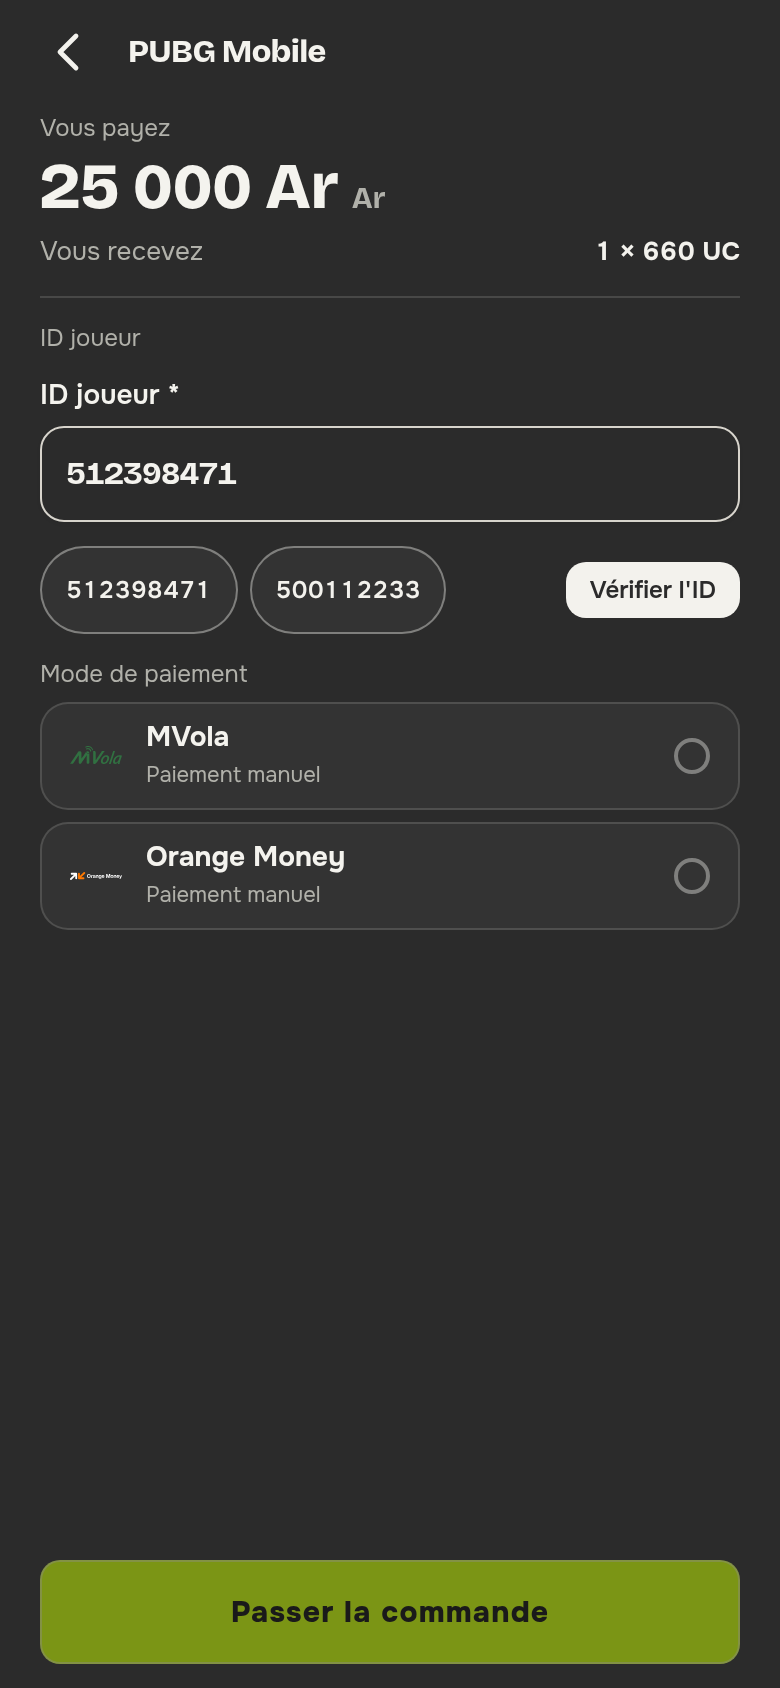 PUBG Mobile
Vous payez
25 000 Ar Ar
Vous recevez 1 × 660 UC
ID joueur
ID joueur *
512398471
512398471 500112233 Vérifier l'ID
Mode de paiement
MVola MVola
Paiement manuel
Orange Money Orange Money
Paiement manuel
Passer la commande